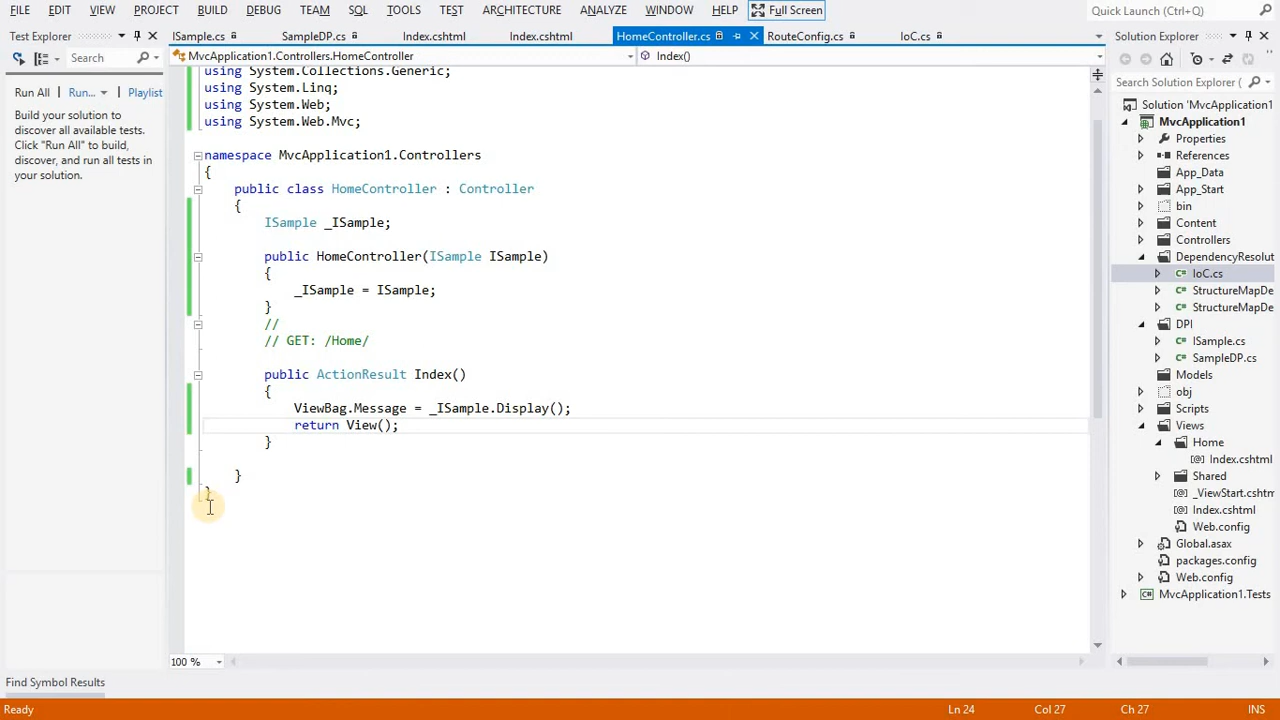 FILE EDIT VIEW PROJECT BUILD DEBUG TEAM SQL TOOLS TEST ARCHITECTURE ANALYZE WINDOW HELP Full Screen Quick Launch (Ctrl+Q)
Test Explorer
Search
Run All Run... Playlist
Build your solution to
discover all available tests.
Click "Run All" to build,
discover, and run all tests in
your solution.
ISample.cs SampleDP.cs Index.cshtml Index.cshtml HomeController.cs RouteConfig.cs IoC.cs
MvcApplication1.Controllers.HomeController Index()
using System.Collections.Generic;
using System.Linq;
using System.Web;
using System.Web.Mvc;
namespace MvcApplication1.Controllers
{
public class HomeController : Controller
{
ISample _ISample;
public HomeController(ISample ISample)
{
_ISample = ISample;
}
//
// GET: /Home/
public ActionResult Index()
{
ViewBag.Message = _ISample.Display();
return View();
}
}
}
100 %
Solution Explorer
Search Solution Explorer
Solution 'MvcApplication1
MvcApplication1
Properties
References
App_Data
App_Start
bin
Content
Controllers
DependencyResolut
IoC.cs
StructureMapDe
StructureMapDe
DPI
ISample.cs
SampleDP.cs
Models
obj
Scripts
Views
Home
Index.cshtml
Shared
_ViewStart.cshtm
Index.cshtml
Web.config
Global.asax
packages.config
Web.config
MvcApplication1.Tests
Find Symbol Results
Ready Ln 24 Col 27 Ch 27 INS